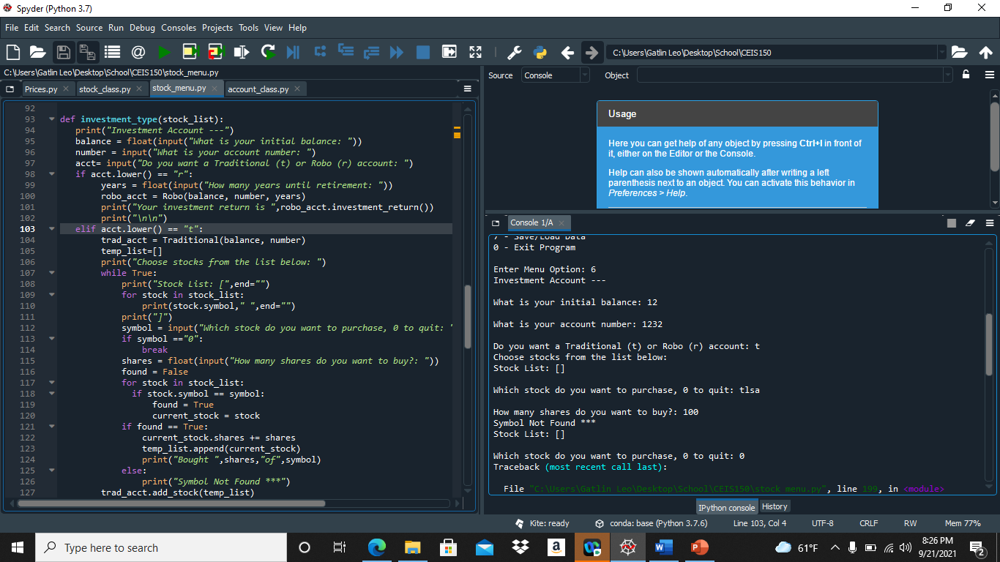 Spyder (Python 3.7)
File Edit Search Source Run Debug Consoles Projects Tools View Help
C:\Users\Gatlin Leo\Desktop\School\CEIS150
C:\Users\Gatlin Leo\Desktop\School\CEIS150\stock_menu.py
Prices.py stock_class.py stock_menu.py account_class.py
92
93 def investment_type(stock_list):
94 print("Investment Account ---")
95 balance = float(input("What is your initial balance: "))
96 number = input("What is your account number: ")
97 acct= input("Do you want a Traditional (t) or Robo (r) account: ")
98 if acct.lower() == "r":
99 years = float(input("How many years until retirement: "))
100 robo_acct = Robo(balance, number, years)
101 print("Your investment return is ",robo_acct.investment_return())
102 print("\n\n")
103 elif acct.lower() == "t":
104 trad_acct = Traditional(balance, number)
105 temp_list=[]
106 print("Choose stocks from the list below: ")
107 while True:
108 print("Stock List: [",end="")
109 for stock in stock_list:
110 print(stock.symbol," ",end="")
111 print("]")
112 symbol = input("Which stock do you want to purchase, 0 to quit: "
113 if symbol =="0":
114 break
115 shares = float(input("How many shares do you want to buy?: "))
116 found = False
117 for stock in stock_list:
118 if stock.symbol == symbol:
119 found = True
120 current_stock = stock
121 if found == True:
122 current_stock.shares += shares
123 temp_list.append(current_stock)
124 print("Bought ",shares,"of",symbol)
125 else:
126 print("Symbol Not Found ***")
127 trad_acct.add_stock(temp_list)
Source Console Object
Usage
Here you can get help of any object by pressing Ctrl+I in front of
it, either on the Editor or the Console.
Help can also be shown automatically after writing a left
parenthesis next to an object. You can activate this behavior in
Preferences > Help.
Console 1/A
7 - Save/Load Data
0 - Exit Program
Enter Menu Option: 6
Investment Account ---
What is your initial balance: 12
What is your account number: 1232
Do you want a Traditional (t) or Robo (r) account: t
Choose stocks from the list below:
Stock List: []
Which stock do you want to purchase, 0 to quit: tlsa
How many shares do you want to buy?: 100
Symbol Not Found ***
Stock List: []
Which stock do you want to purchase, 0 to quit: 0
Traceback (most recent call last):
File "C:\Users\Gatlin Leo\Desktop\School\CEIS150\stock_menu.py", line 199, in <module>
IPython console History
Kite: ready conda: base (Python 3.7.6) Line 103, Col 4 UTF-8 CRLF RW Mem 77%
Type here to search
61°F
8:26 PM
9/21/2021
2